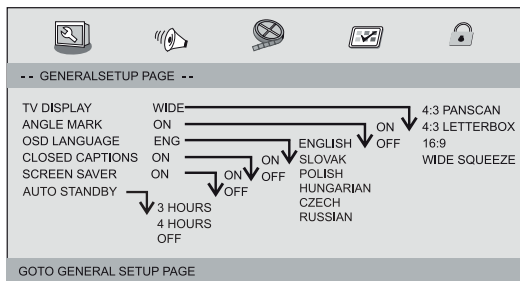 -- GENERALSETUP PAGE --
TV DISPLAY WIDE 4:3 PANSCAN
ANGLE MARK ON ON 4:3 LETTERBOX
OSD LANGUAGE ENG ENGLISH OFF 16:9
CLOSED CAPTIONS ON ON SLOVAK WIDE SQUEEZE
SCREEN SAVER ON ON OFF POLISH
AUTO STANDBY OFF HUNGARIAN
3 HOURS CZECH
4 HOURS RUSSIAN
OFF
GOTO GENERAL SETUP PAGE